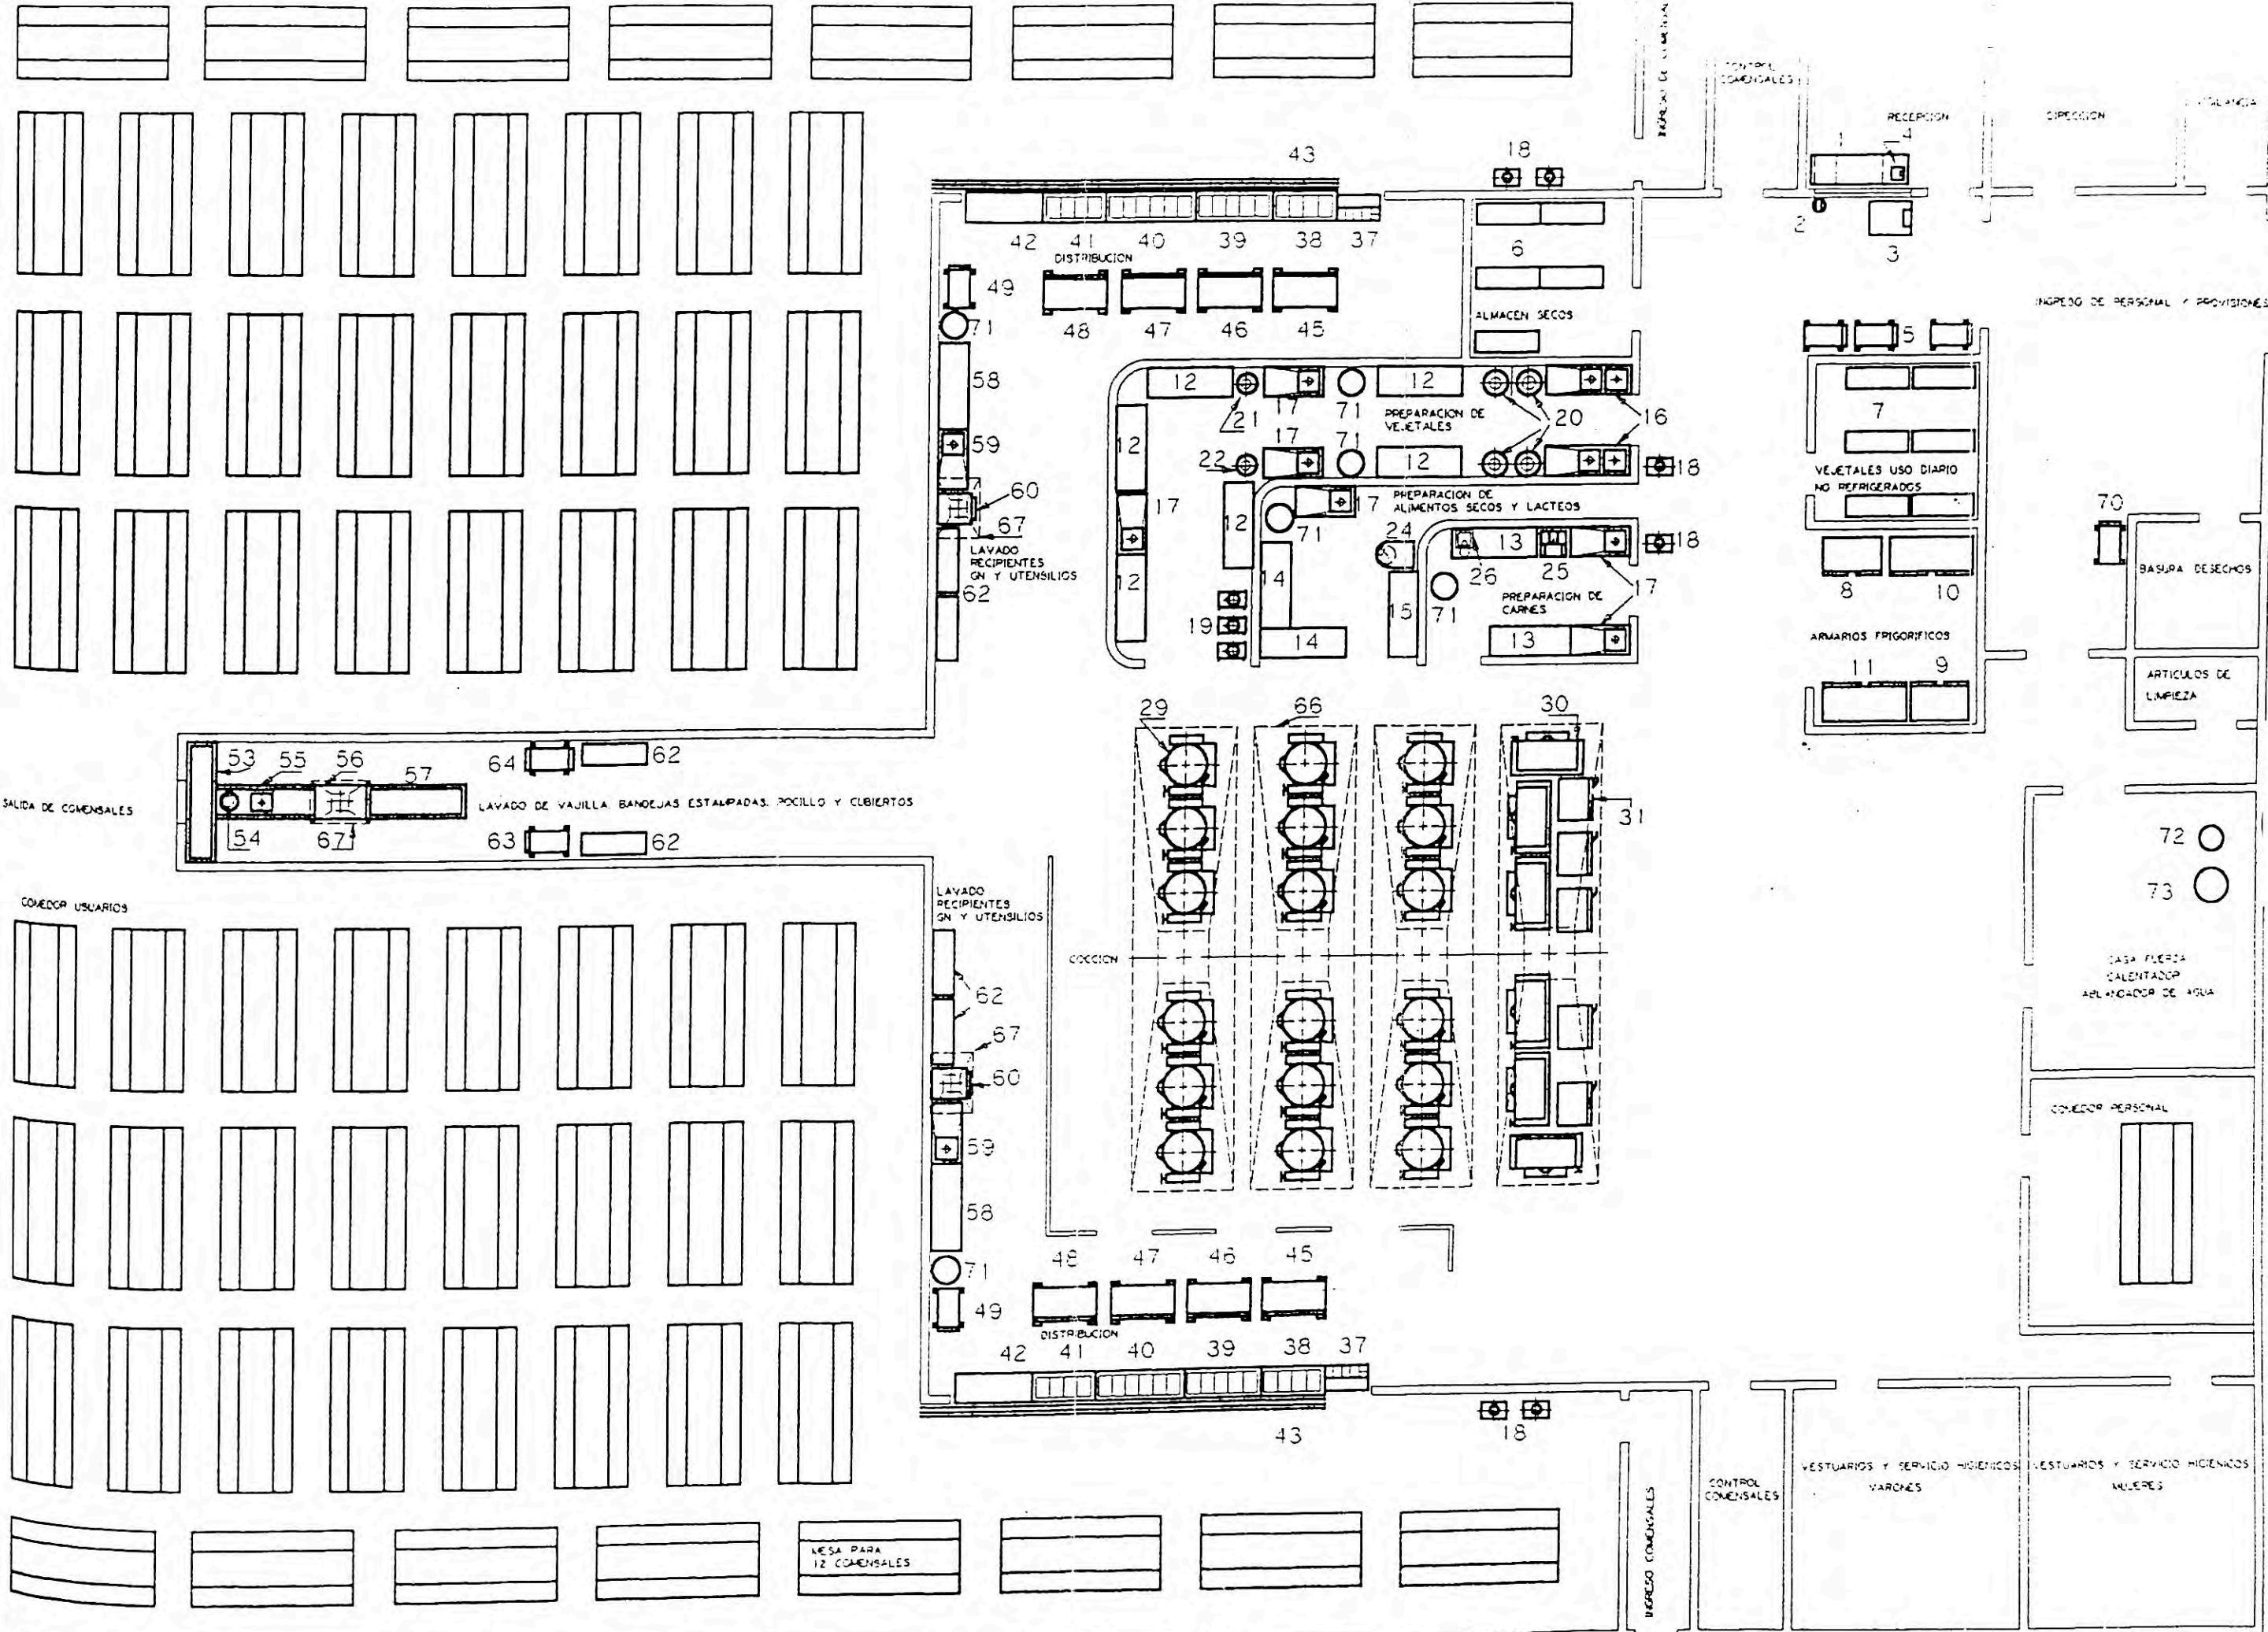 CONTROL
COMENSALES
RECEPCION
DIRECCION
1
4
43
18
2
3
42
41
40
39
38
37
6
DISTRIBUCION
49
48
47
46
45
71
ALMACEN SECOS
INGRESO DE PERSONAL Y PROVISIONES
5
58
12
17
71
12
16
20
21
PREPARACION DE
VEJETALES
7
59
12
17
71
12
22
18
VEJETALES USO DIARIO
NO REFRIGERADOS
60
17
12
17
PREPARACION DE
ALIMENTOS SECOS Y LACTEOS
70
67
71
24
13
18
LAVADO
RECIPIENTES
GN Y UTENSILIOS
26
25
12
14
17
8
10
BASURA DESECHOS
62
15
71
PREPARACION DE
CARNES
19
14
13
ARMARIOS FRIGORIFICOS
11
9
ARTICULOS DE
LIMPIEZA
29
66
30
53
55
56
57
64
62
31
SALIDA DE COMENSALES
LAVADO DE VAJILLA, BANDEJAS ESTAMPADAS, POCILLO Y CUBIERTOS
54
67
63
62
72
73
COMEDOR USUARIOS
LAVADO
RECIPIENTES
GN Y UTENSILIOS
COCCION
CASA FUERZA
CALENTADOR
ABLANDADOR DE AGUA
62
67
60
COMEDOR PERSONAL
59
58
48
47
46
45
71
49
DISTRIBUCION
42
41
40
39
38
37
43
18
INGRESO COMENSALES
CONTROL
COMENSALES
VESTUARIOS Y SERVICIO HIGIENICOS
VARONES
VESTUARIOS Y SERVICIO HIGIENICOS
MUJERES
MESA PARA
12 COMENSALES